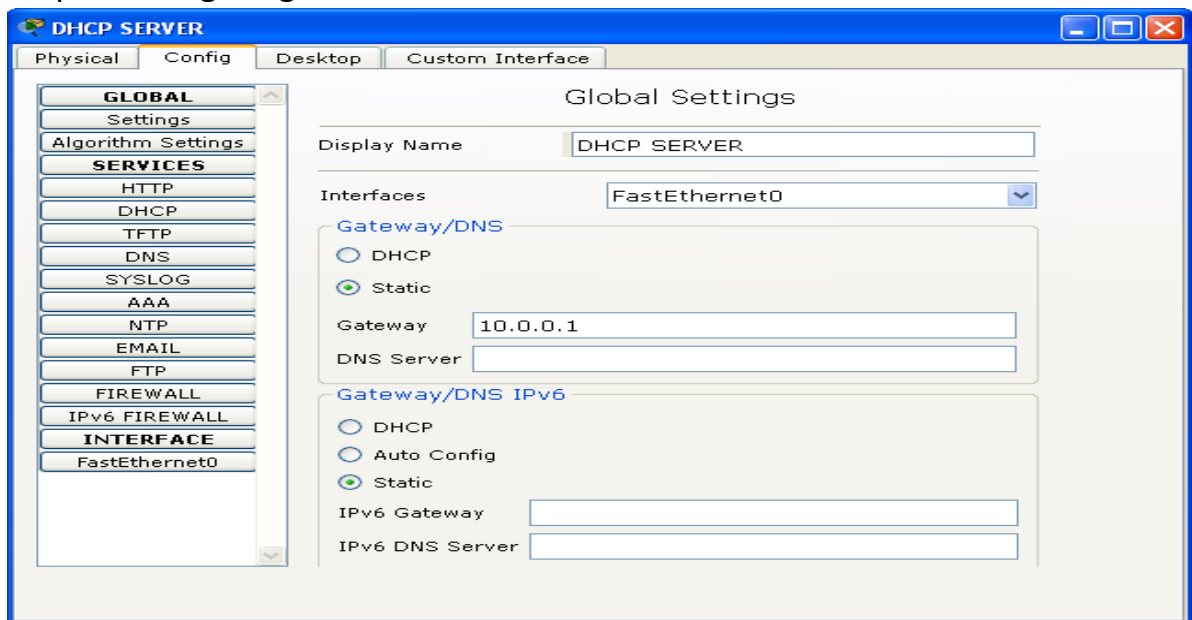 DHCP SERVER
Physical Config Desktop Custom Interface
GLOBAL
Settings
Algorithm Settings
SERVICES
HTTP
DHCP
TFTP
DNS
SYSLOG
AAA
NTP
EMAIL
FTP
FIREWALL
IPv6 FIREWALL
INTERFACE
FastEthernet0
Global Settings
Display Name DHCP SERVER
Interfaces FastEthernet0
Gateway/DNS
DHCP
Static
Gateway 10.0.0.1
DNS Server
Gateway/DNS IPv6
DHCP
Auto Config
Static
IPv6 Gateway
IPv6 DNS Server